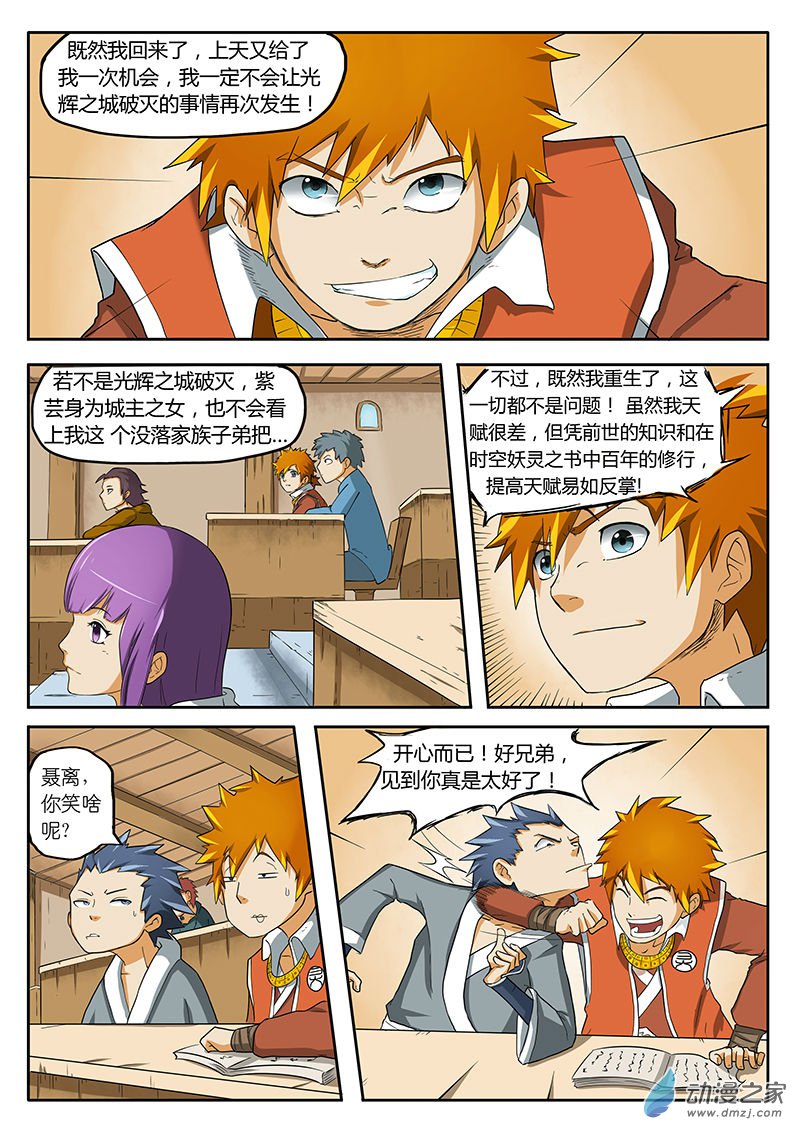 既然我回来了，上天又给了
我一次机会，我一定不会让光
辉之城破灭的事情再次发生！
若不是光辉之城破灭，紫
芸身为城主之女，也不会看
上我这 个没落家族子弟把...
不过，既然我重生了，这
一切都不是问题！ 虽然我天
赋很差，但凭前世的知识和在
时空妖灵之书中百年的修行，
提高天赋易如反掌!
聂离，
你笑啥
呢？
开心而已！好兄弟，
见到你真是太好了！
灵
灵
动漫之家
www.dmzj.com